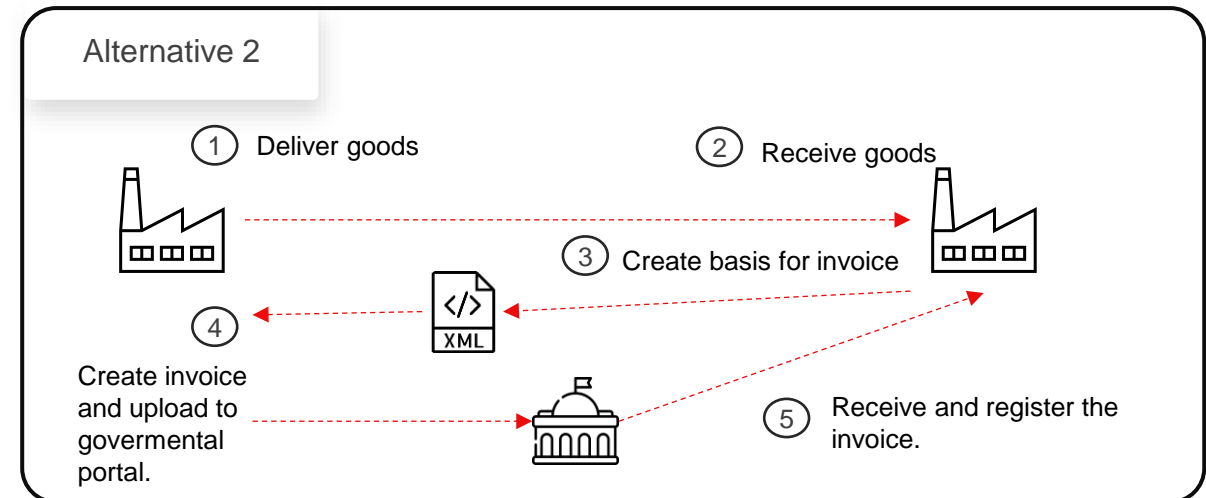 Alternative 2
1 Deliver goods
2 Receive goods
3 Create basis for invoice
</>
XML
4
Create invoice
and upload to
govermental
portal.
5 Receive and register the
invoice.